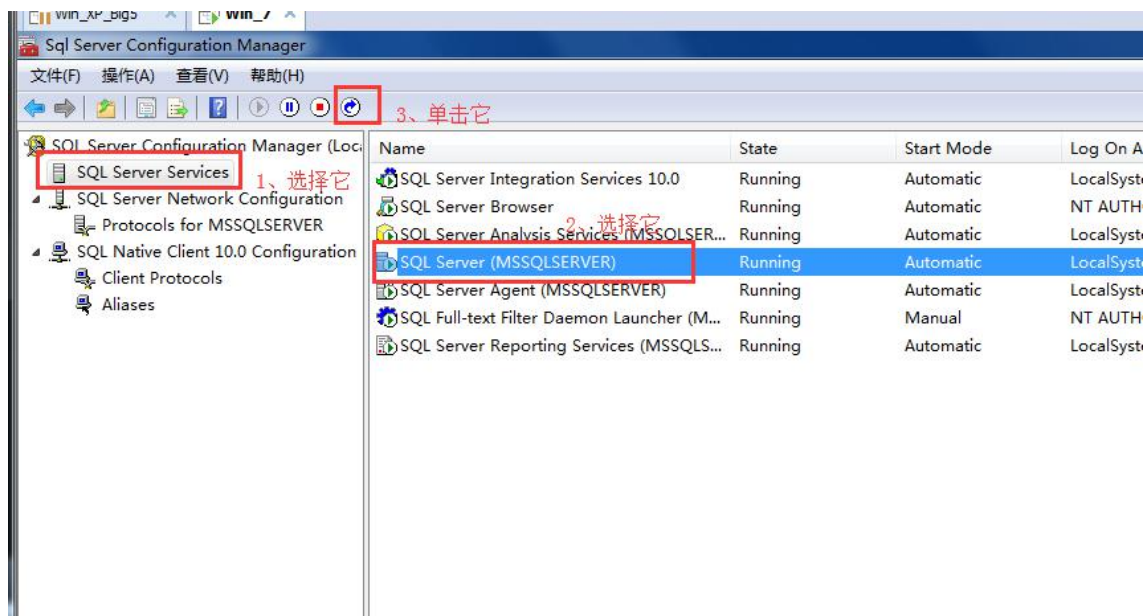 Win_XP_Big5
Win_7
Sql Server Configuration Manager
文件(F) 操作(A) 查看(V) 帮助(H)
3、单击它
SQL Server Configuration Manager (Loca
SQL Server Services
1、选择它
SQL Server Network Configuration
Protocols for MSSQLSERVER
SQL Native Client 10.0 Configuration
Client Protocols
Aliases
Name State Start Mode Log On A
SQL Server Integration Services 10.0 Running Automatic LocalSyste
SQL Server Browser Running Automatic NT AUTH
2、选择它
SQL Server Analysis Services (MSSQLSER... Running Automatic LocalSyste
SQL Server (MSSQLSERVER) Running Automatic LocalSyste
SQL Server Agent (MSSQLSERVER) Running Automatic LocalSyste
SQL Full-text Filter Daemon Launcher (M... Running Manual NT AUTH
SQL Server Reporting Services (MSSQLS... Running Automatic LocalSyste